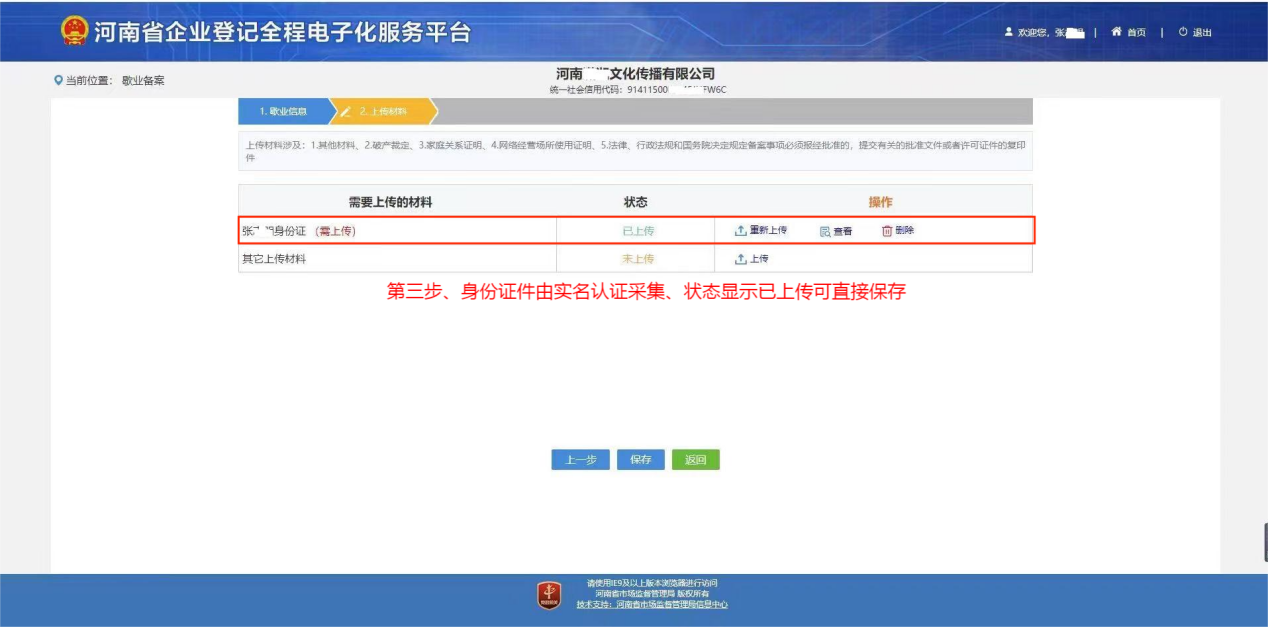 河南省企业登记全程电子化服务平台
欢迎您, 张 | 首页 | 退出
当前位置： 歇业备案
河南 文化传播有限公司
统一社会信用代码：91411500 FW6C
1. 歇业信息 2. 上传材料
上传材料涉及：1.其他材料、2.破产裁定、3.家庭关系证明、4.网络经营场所使用证明、5.法律、行政法规和国务院决定规定备案事项必须报经批准的，提交有关的批准文件或者许可证件的复印
件
需要上传的材料 状态 操作
张 身份证 （需上传） 已上传 重新上传 查看 删除
其它上传材料 未上传 上传
第三步、身份证件由实名认证采集、状态显示已上传可直接保存
上一步 保存 返回
请使用IE9及以上版本浏览器进行访问
河南省市场监督管理局 版权所有
技术支持：河南省市场监督管理局信息中心